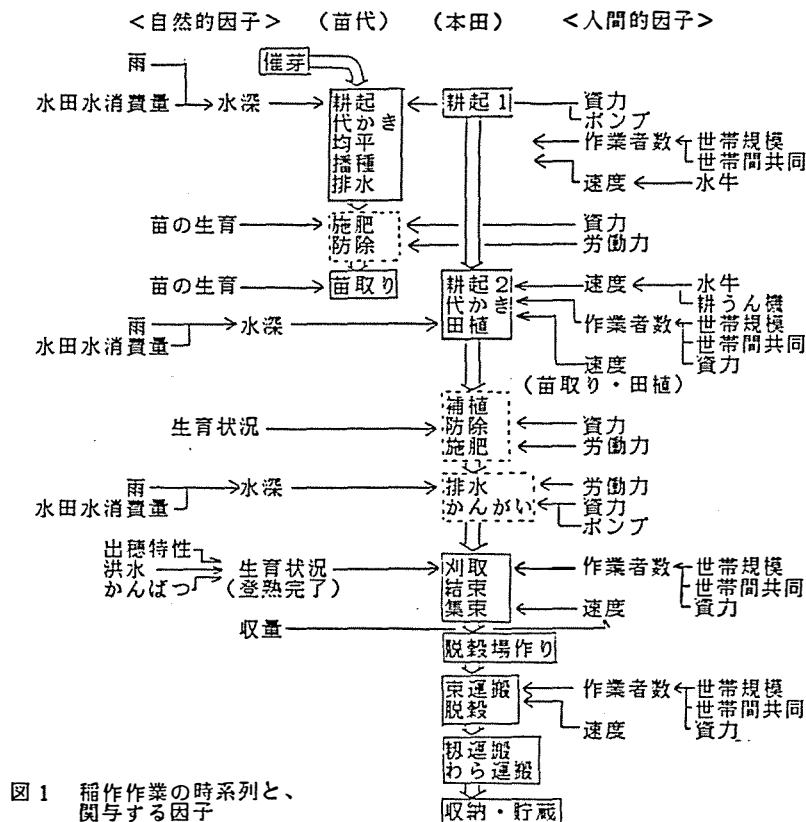 ＜自然的因子＞ （苗代） （本田） ＜人間的因子＞
雨 催芽
水田水消費量 水深 耕起 耕起1 資力
代かき ポンプ
均平 作業者数 世帯規模
播種 世帯間共同
排水 速度 水牛
苗の生育 施肥 資力
防除 労働力
苗の生育 苗取り 耕起2 速度 水牛
代かき 耕うん機
雨 水深 田植 作業者数 世帯規模
水田水消費量 世帯間共同
速度 資力
（苗取り・田植）
補植
生育状況 防除 資力
施肥 労働力
雨 水深 排水 労働力
水田水消費量 かんがい 資力
ポンプ
出穂特性
洪水 生育状況 刈取 作業者数 世帯規模
かんばつ （登熟完了） 結束 世帯間共同
集束 速度 資力
収量
脱穀場作り
束運搬 作業者数 世帯規模
脱穀 世帯間共同
速度 資力
籾運搬
わら運搬
図1 稲作作業の時系列と、
関与する因子
収納・貯蔵